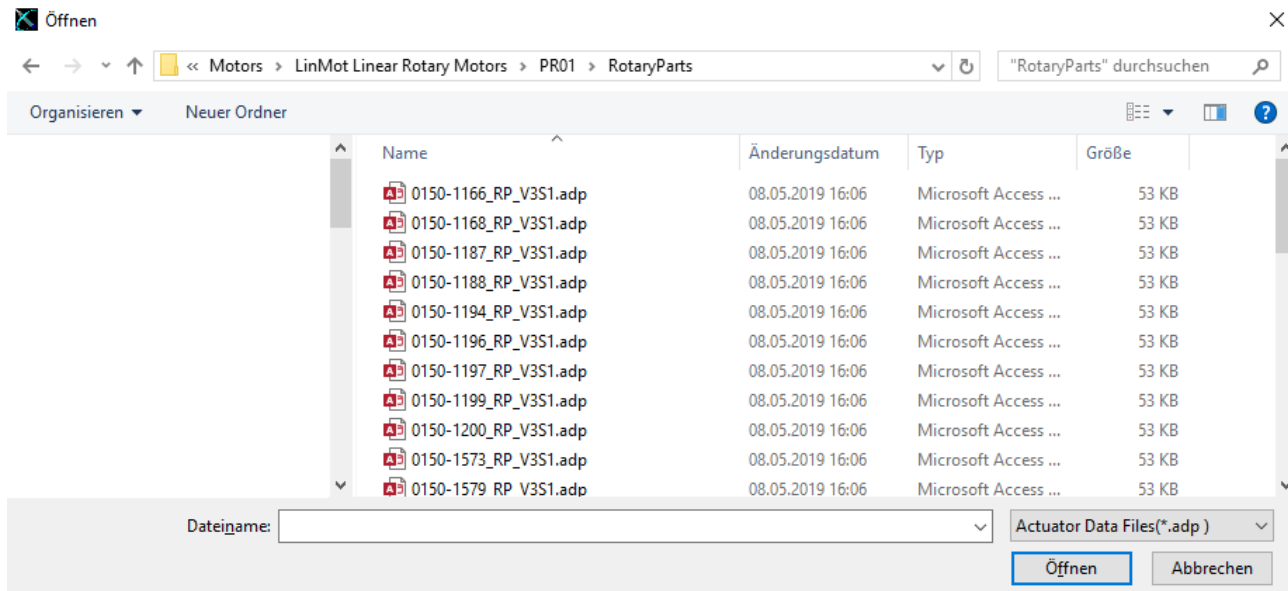 Öffnen
« Motors > LinMot Linear Rotary Motors > PR01 > RotaryParts "RotaryParts" durchsuchen
Organisieren Neuer Ordner ?
Name Änderungsdatum Typ Größe
0150-1166_RP_V3S1.adp 08.05.2019 16:06 Microsoft Access ... 53 KB
0150-1168_RP_V3S1.adp 08.05.2019 16:06 Microsoft Access ... 53 KB
0150-1187_RP_V3S1.adp 08.05.2019 16:06 Microsoft Access ... 53 KB
0150-1188_RP_V3S1.adp 08.05.2019 16:06 Microsoft Access ... 53 KB
0150-1194_RP_V3S1.adp 08.05.2019 16:06 Microsoft Access ... 53 KB
0150-1196_RP_V3S1.adp 08.05.2019 16:06 Microsoft Access ... 53 KB
0150-1197_RP_V3S1.adp 08.05.2019 16:06 Microsoft Access ... 53 KB
0150-1199_RP_V3S1.adp 08.05.2019 16:06 Microsoft Access ... 53 KB
0150-1200_RP_V3S1.adp 08.05.2019 16:06 Microsoft Access ... 53 KB
0150-1573_RP_V3S1.adp 08.05.2019 16:06 Microsoft Access ... 53 KB
0150-1579_RP_V3S1.adp 08.05.2019 16:06 Microsoft Access ... 53 KB
Dateiname: Actuator Data Files(*.adp )
Öffnen Abbrechen